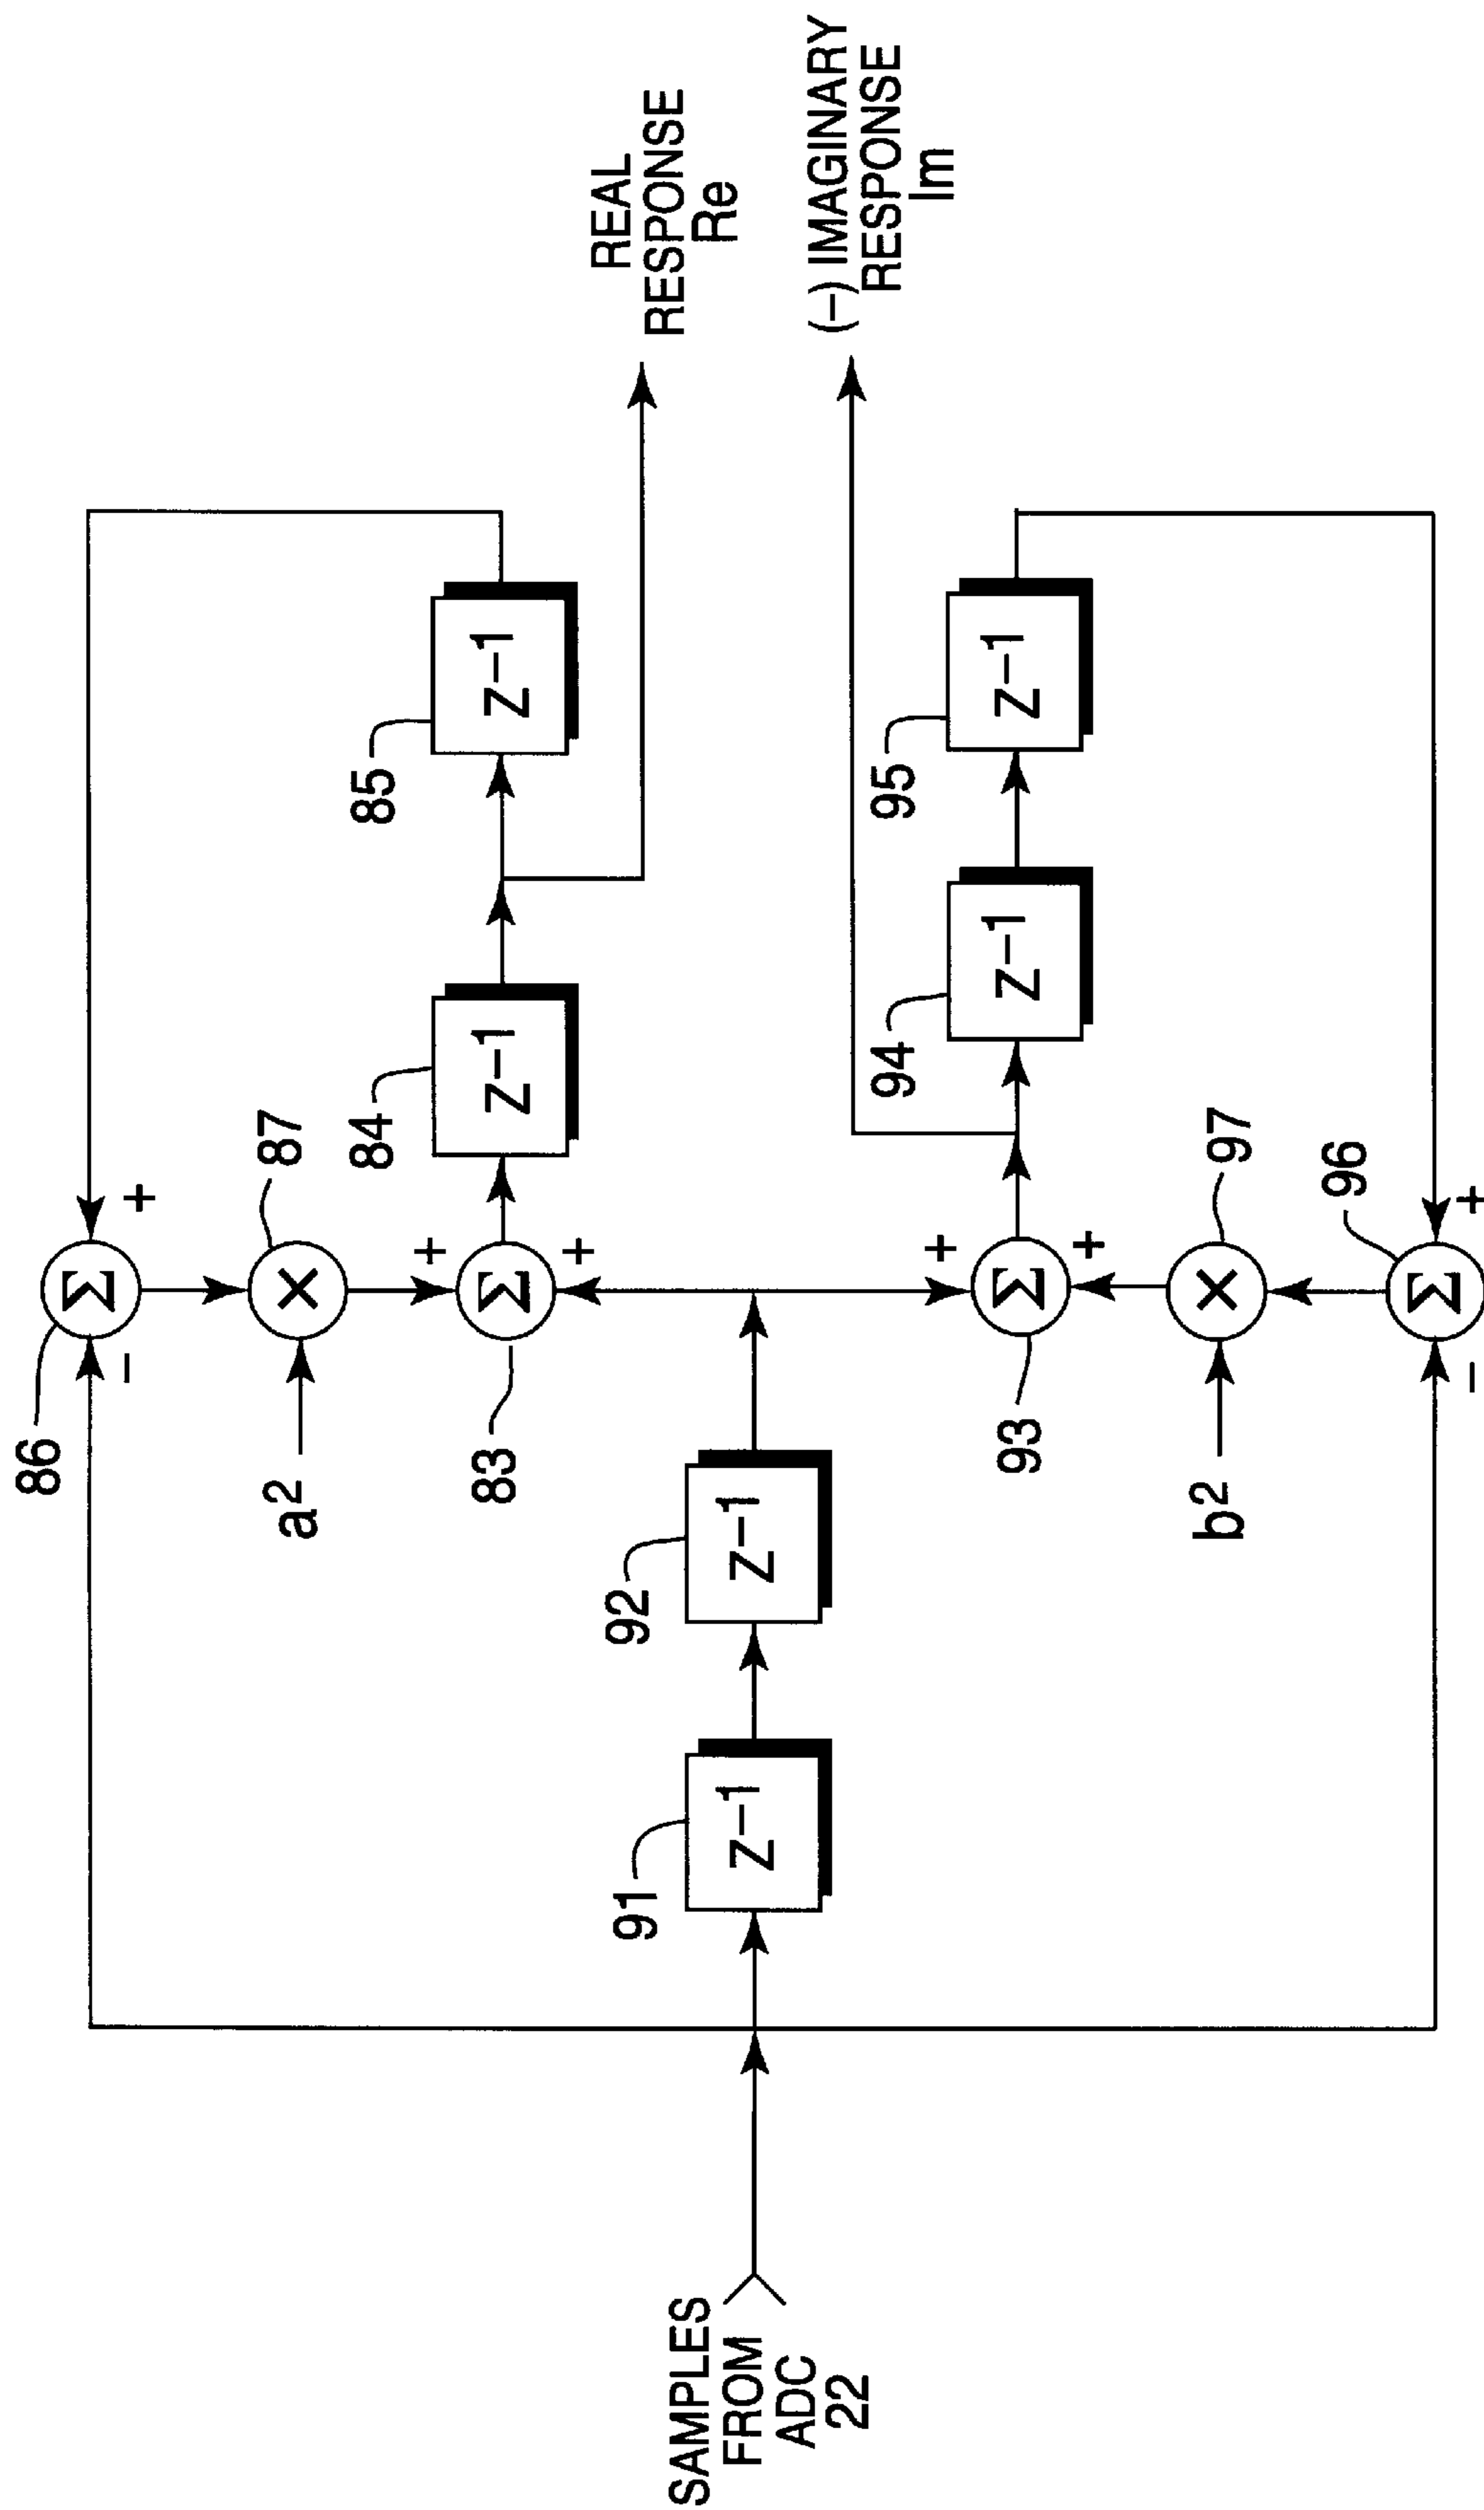 SAMPLES
FROM
ADC
22
86
+
−
Σ
a²
×
87
83
Σ
+
+
84
z⁻¹
85
z⁻¹
REAL
RESPONSE
Re
91
z⁻¹
92
z⁻¹
(−) IMAGINARY
RESPONSE
Im
93
Σ
+
+
94
z⁻¹
95
z⁻¹
b²
×
97
96
Σ
+
−